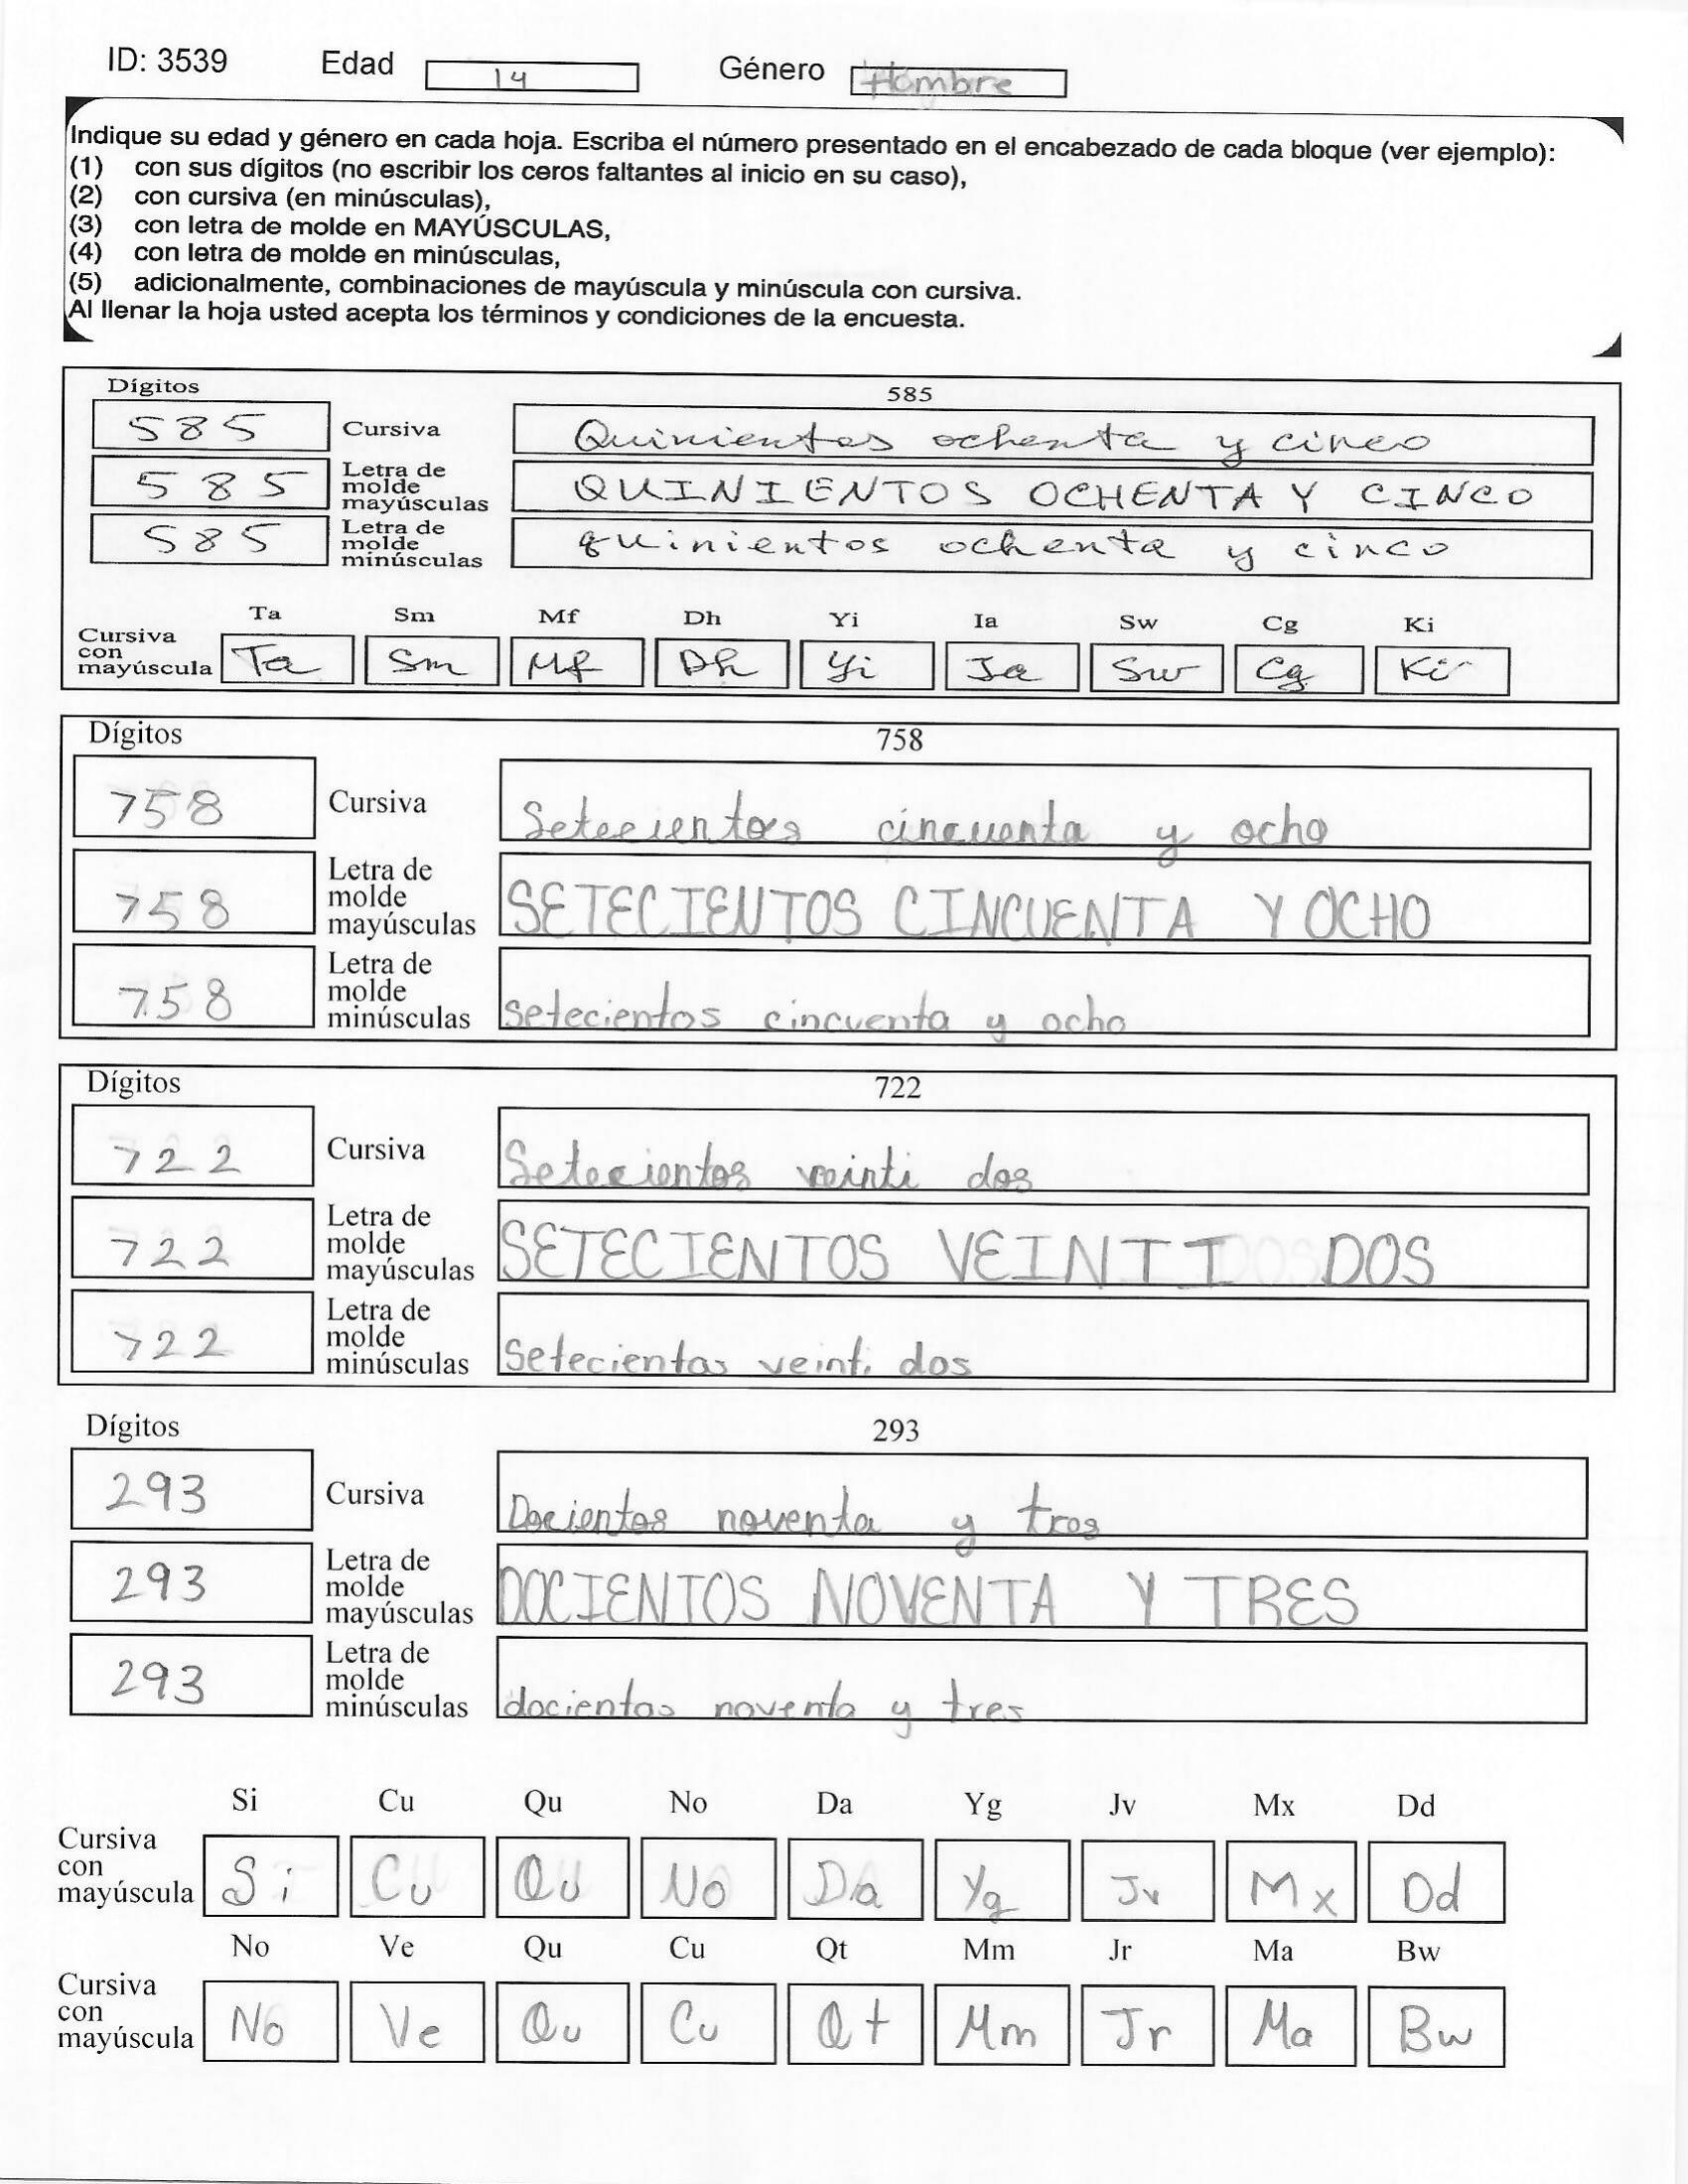 ID: 3539 Edad 14 Género Hombre
Indique su edad y género en cada hoja. Escriba el número presentado en el encabezado de cada bloque (ver ejemplo):
(1) con sus dígitos (no escribir los ceros faltantes al inicio en su caso),
(2) con cursiva (en minúsculas),
(3) con letra de molde en MAYÚSCULAS,
(4) con letra de molde en minúsculas,
(5) adicionalmente, combinaciones de mayúscula y minúscula con cursiva.
Al llenar la hoja usted acepta los términos y condiciones de la encuesta.
Dígitos 585
585 Cursiva Quinientos ochenta y cinco
585 Letra de molde mayúsculas QUINIENTOS OCHENTA Y CINCO
585 Letra de molde minúsculas quinientos ochenta y cinco
Ta Sm Mf Dh Yi Ia Sw Cg Ki
Cursiva con mayúscula Ta Sm Mf Dh Yi Ia Sw Cg Ki
Dígitos 758
758 Cursiva Setecientos cincuenta y ocho
758 Letra de molde mayúsculas SETECIENTOS CINCUENTA Y OCHO
758 Letra de molde minúsculas Setecientos cincuenta y ocho
Dígitos 722
722 Cursiva Setecientos veinti dos
722 Letra de molde mayúsculas SETECIENTOS VEINTI DOS
722 Letra de molde minúsculas Setecientos veinti dos
Dígitos 293
293 Cursiva Docientos noventa y tres
293 Letra de molde mayúsculas DOCIENTOS NOVENTA Y TRES
293 Letra de molde minúsculas docientos noventa y tres
Si Cu Qu No Da Yg Jv Mx Dd
Cursiva con mayúscula Si Cu Qu No Da Yg Jv Mx Dd
No Ve Qu Cu Qt Mm Jr Ma Bw
Cursiva con mayúscula No Ve Qu Cu Qt Mm Jr Ma Bw